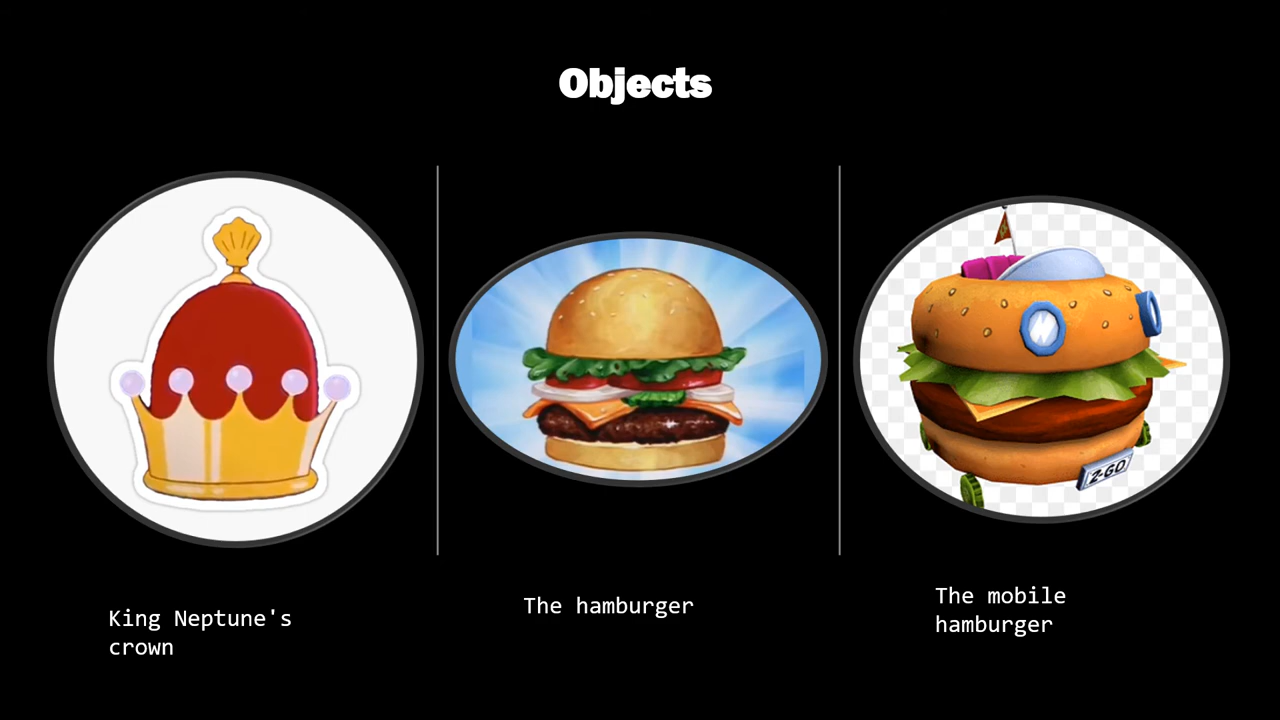 Objects
King Neptune's
crown
The hamburger
The mobile
hamburger
2-GO